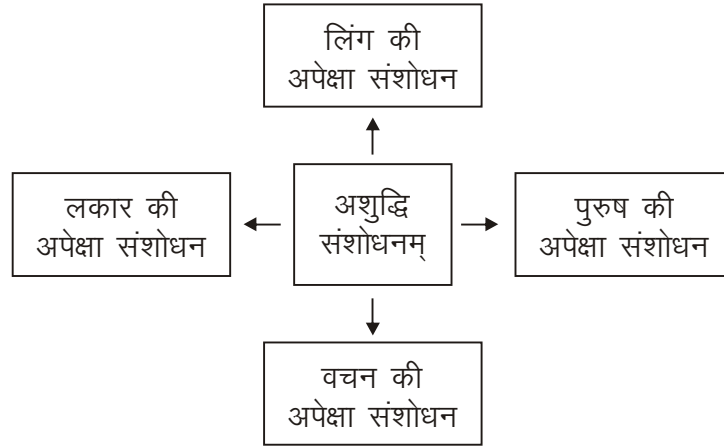 लिंग की
अपेक्षा संशोधन
लकार की
अपेक्षा संशोधन
अशुद्धि
संशोधनम्
पुरुष की
अपेक्षा संशोधन
वचन की
अपेक्षा संशोधन